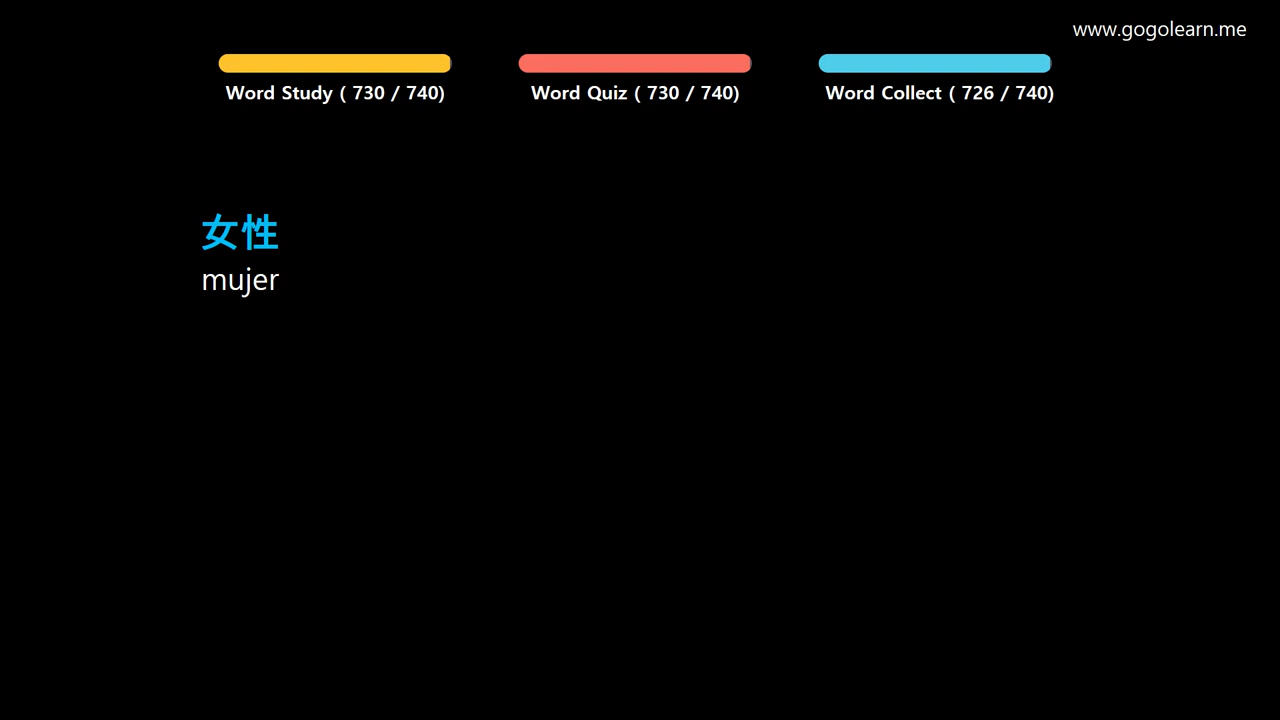 www.gogolearn.me
Word Study ( 730 / 740)
Word Quiz ( 730 / 740)
Word Collect ( 726 / 740)
女性
mujer